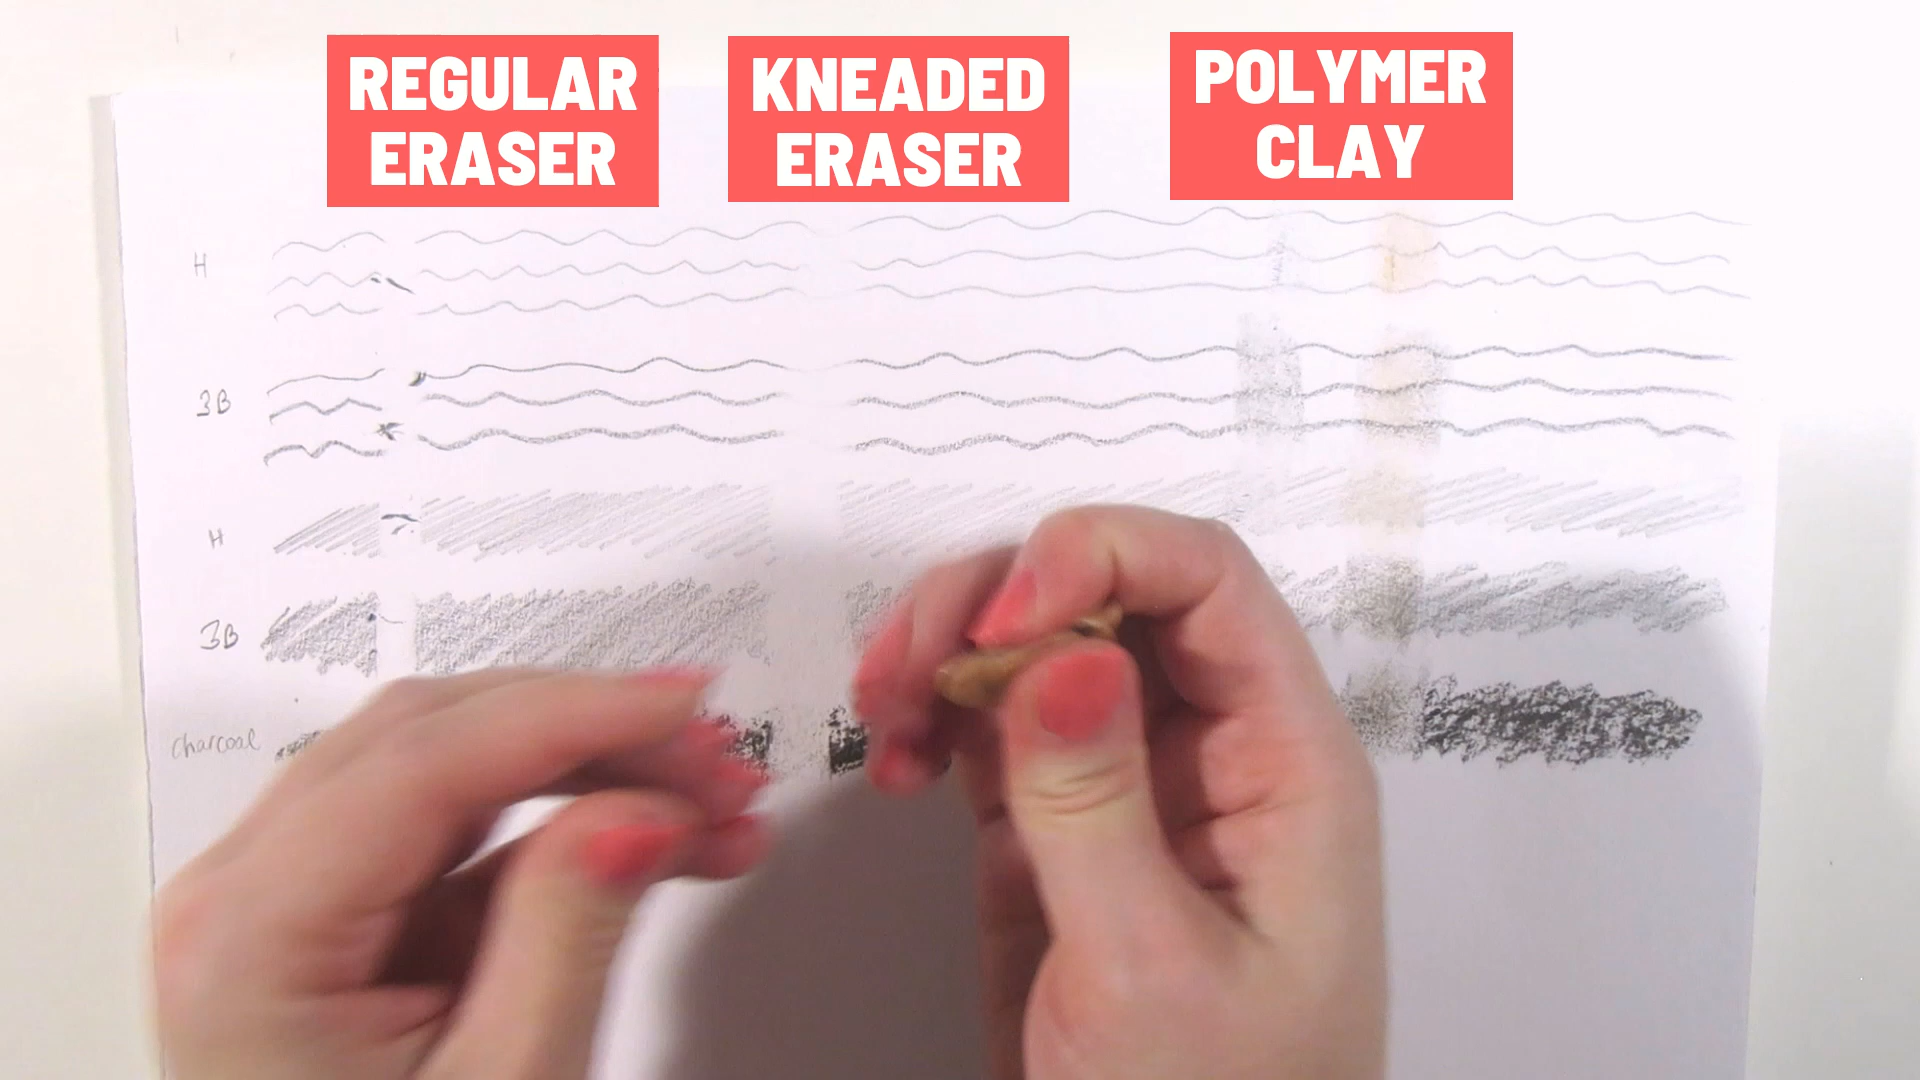 REGULAR
ERASER
KNEADED
ERASER
POLYMER
CLAY
H
3B
H
3B
charcoal